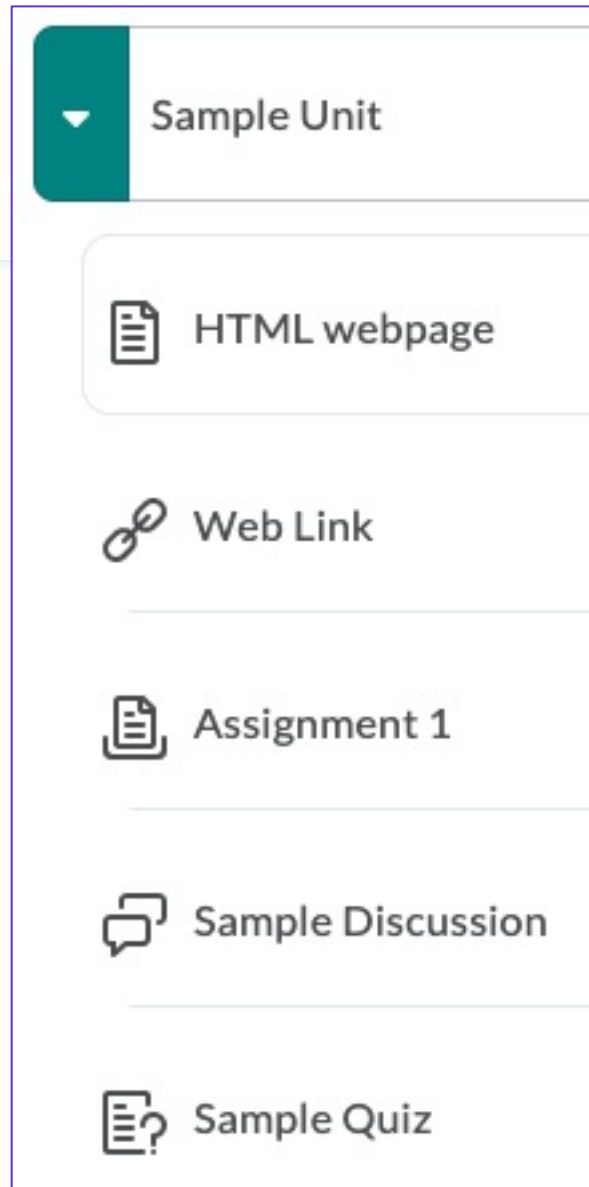 Sample Unit
HTML webpage
Web Link
Assignment 1
Sample Discussion
Sample Quiz